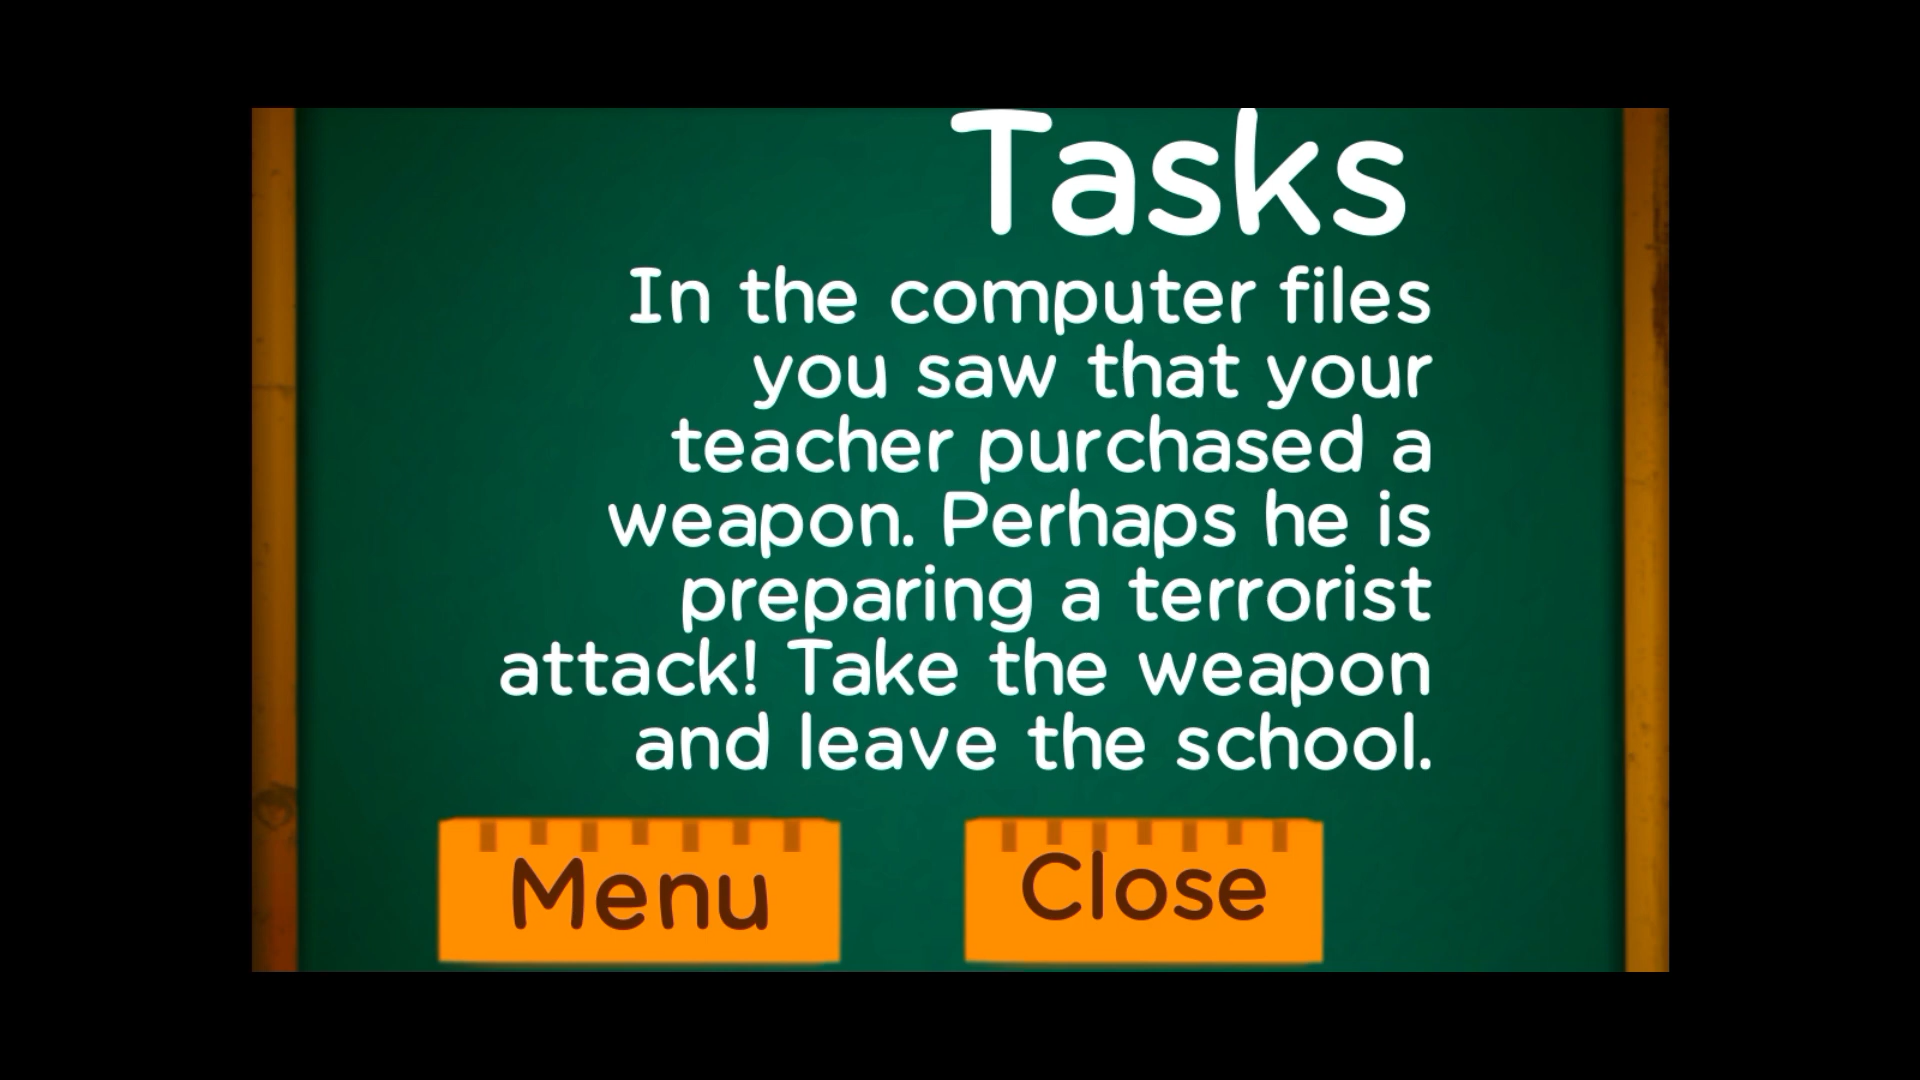 Tasks
In the computer files
you saw that your
teacher purchased a
weapon. Perhaps he is
preparing a terrorist
attack! Take the weapon
and leave the school.
Menu
Close